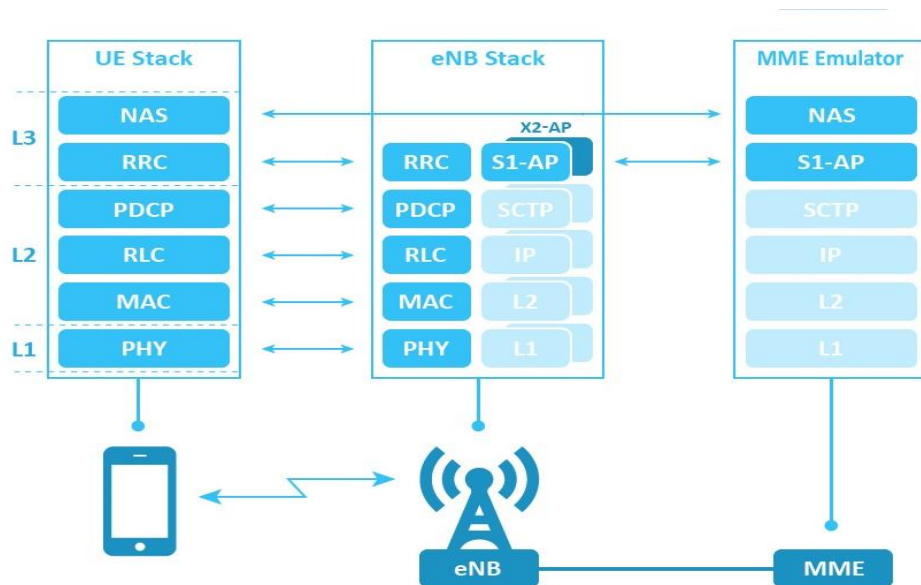 UE Stack
eNB Stack
MME Emulator
L3
NAS
NAS
X2-AP
RRC
RRC
S1-AP
S1-AP
PDCP
PDCP
SCTP
SCTP
L2
RLC
RLC
IP
IP
MAC
MAC
L2
L2
L1
PHY
PHY
L1
L1
eNB
MME